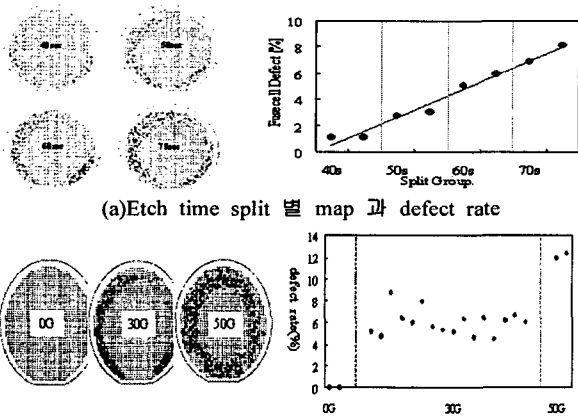 40sec
50sec
60sec
70sec
Fusecell Defect [%]
10
8
6
4
2
0
40s 50s 60s 70s
Split Group.
(a)Etch time split 별 map 과 defect rate
0G
30G
50G
defect rate(%)
14
12
10
8
6
4
2
0
0G 30G 50G